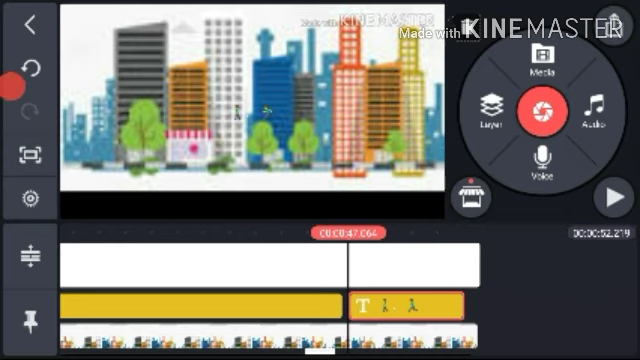 Made with KINEMASTER
Made with KINEMASTER
Media
Layer
Audio
Voice
00:00:47.064
00:00:52.219
T